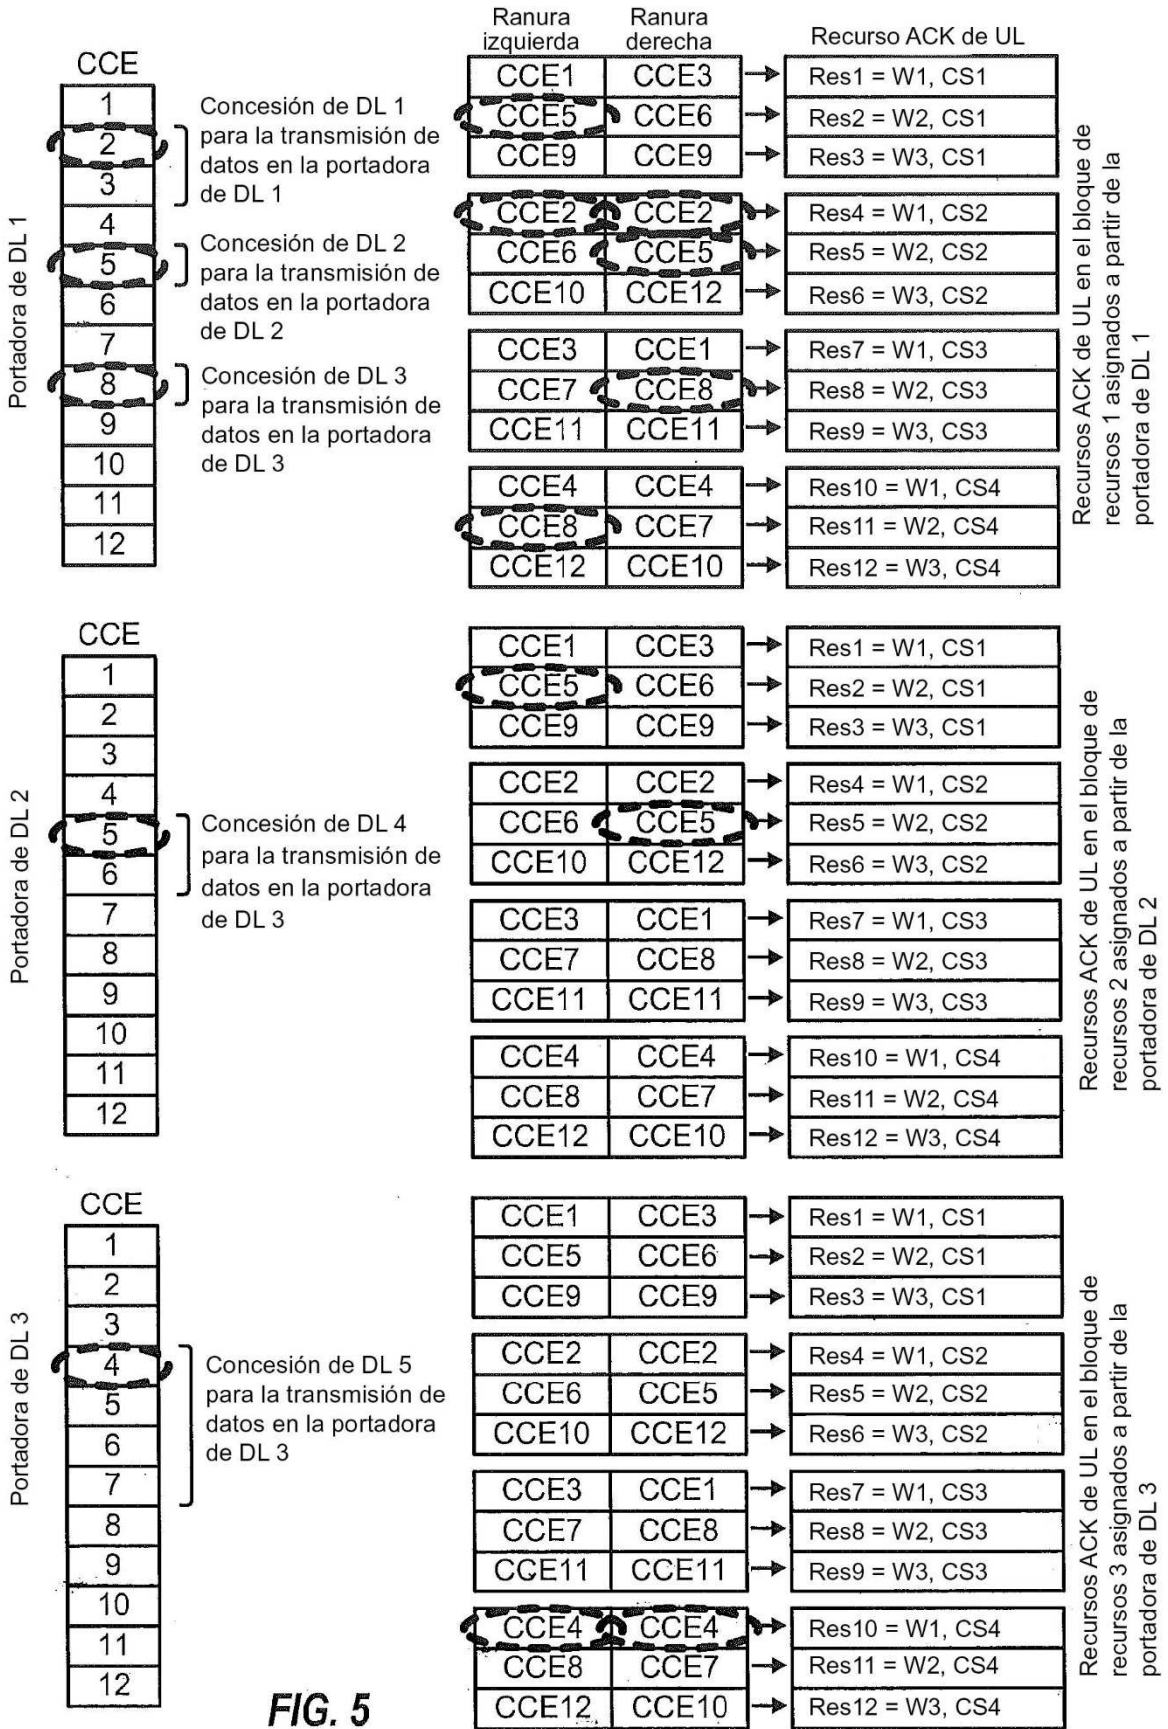 Ranura izquierda
Ranura derecha
Recurso ACK de UL
Portadora de DL 1
CCE
1
2
3
4
5
6
7
8
9
10
11
12
Concesión de DL 1
para la transmisión de
datos en la portadora
de DL 1
Concesión de DL 2
para la transmisión de
datos en la portadora
de DL 2
Concesión de DL 3
para la transmisión de
datos en la portadora
de DL 3
CCE1 CCE3 Res1 = W1, CS1
CCE5 CCE6 Res2 = W2, CS1
CCE9 CCE9 Res3 = W3, CS1
CCE2 CCE2 Res4 = W1, CS2
CCE6 CCE5 Res5 = W2, CS2
CCE10 CCE12 Res6 = W3, CS2
CCE3 CCE1 Res7 = W1, CS3
CCE7 CCE8 Res8 = W2, CS3
CCE11 CCE11 Res9 = W3, CS3
CCE4 CCE4 Res10 = W1, CS4
CCE8 CCE7 Res11 = W2, CS4
CCE12 CCE10 Res12 = W3, CS4
Recursos ACK de UL en el bloque de
recursos 1 asignados a partir de la
portadora de DL 1
Portadora de DL 2
CCE
1
2
3
4
5
6
7
8
9
10
11
12
Concesión de DL 4
para la transmisión de
datos en la portadora
de DL 3
CCE1 CCE3 Res1 = W1, CS1
CCE5 CCE6 Res2 = W2, CS1
CCE9 CCE9 Res3 = W3, CS1
CCE2 CCE2 Res4 = W1, CS2
CCE6 CCE5 Res5 = W2, CS2
CCE10 CCE12 Res6 = W3, CS2
CCE3 CCE1 Res7 = W1, CS3
CCE7 CCE8 Res8 = W2, CS3
CCE11 CCE11 Res9 = W3, CS3
CCE4 CCE4 Res10 = W1, CS4
CCE8 CCE7 Res11 = W2, CS4
CCE12 CCE10 Res12 = W3, CS4
Recursos ACK de UL en el bloque de
recursos 2 asignados a partir de la
portadora de DL 2
Portadora de DL 3
CCE
1
2
3
4
5
6
7
8
9
10
11
12
Concesión de DL 5
para la transmisión de
datos en la portadora
de DL 3
CCE1 CCE3 Res1 = W1, CS1
CCE5 CCE6 Res2 = W2, CS1
CCE9 CCE9 Res3 = W3, CS1
CCE2 CCE2 Res4 = W1, CS2
CCE6 CCE5 Res5 = W2, CS2
CCE10 CCE12 Res6 = W3, CS2
CCE3 CCE1 Res7 = W1, CS3
CCE7 CCE8 Res8 = W2, CS3
CCE11 CCE11 Res9 = W3, CS3
CCE4 CCE4 Res10 = W1, CS4
CCE8 CCE7 Res11 = W2, CS4
CCE12 CCE10 Res12 = W3, CS4
Recursos ACK de UL en el bloque de
recursos 3 asignados a partir de la
portadora de DL 3
FIG. 5